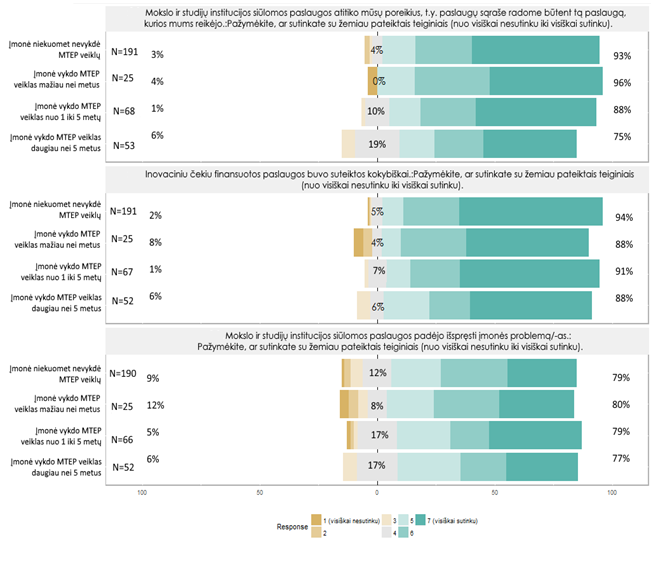 Mokslo ir studijų institucijos siūlomos paslaugos atitiko mūsų poreikius, t.y. paslaugų sąraše radome būtent tą paslaugą,
kurios mums reikėjo.:Pažymėkite, ar sutinkate su žemiau pateiktais teiginiais (nuo visiškai nesutinku iki visiškai sutinku).
Įmonė niekuomet nevykdė
MTEP veiklų
N=191 3% 4% 93%
Įmonė vykdo MTEP
veiklas mažiau nei metus
N=25 4% 0% 96%
Įmonė vykdo MTEP
veiklas nuo 1 iki 5 metų
N=68 1% 10% 88%
Įmonė vykdo MTEP veiklas
daugiau nei 5 metus
N=53 6% 19% 75%
Inovaciniu čekiu finansuotos paslaugos buvo suteiktos kokybiškai.:Pažymėkite, ar sutinkate su žemiau pateiktais teiginiais
(nuo visiškai nesutinku iki visiškai sutinku).
Įmonė niekuomet nevykdė
MTEP veiklų
N=191 2% 5% 94%
Įmonė vykdo MTEP
veiklas mažiau nei metus
N=25 8% 4% 88%
Įmonė vykdo MTEP
veiklas nuo 1 iki 5 metų
N=67 1% 7% 91%
Įmonė vykdo MTEP veiklas
daugiau nei 5 metus
N=52 6% 6% 88%
Mokslo ir studijų institucijos siūlomos paslaugos padėjo išspręsti įmonės problemą/-as.:
Pažymėkite, ar sutinkate su žemiau pateiktais teiginiais (nuo visiškai nesutinku iki visiškai sutinku).
Įmonė niekuomet nevykdė
MTEP veiklų
N=190 9% 12% 79%
Įmonė vykdo MTEP
veiklas mažiau nei metus
N=25 12% 8% 80%
Įmonė vykdo MTEP
veiklas nuo 1 iki 5 metų
N=66 5% 17% 79%
Įmonė vykdo MTEP veiklas
daugiau nei 5 metus
N=52 6% 17% 77%
100 50 0 50 100
Response 1 (visiškai nesutinku) 3 5 7 (visiškai sutinku)
2 4 6